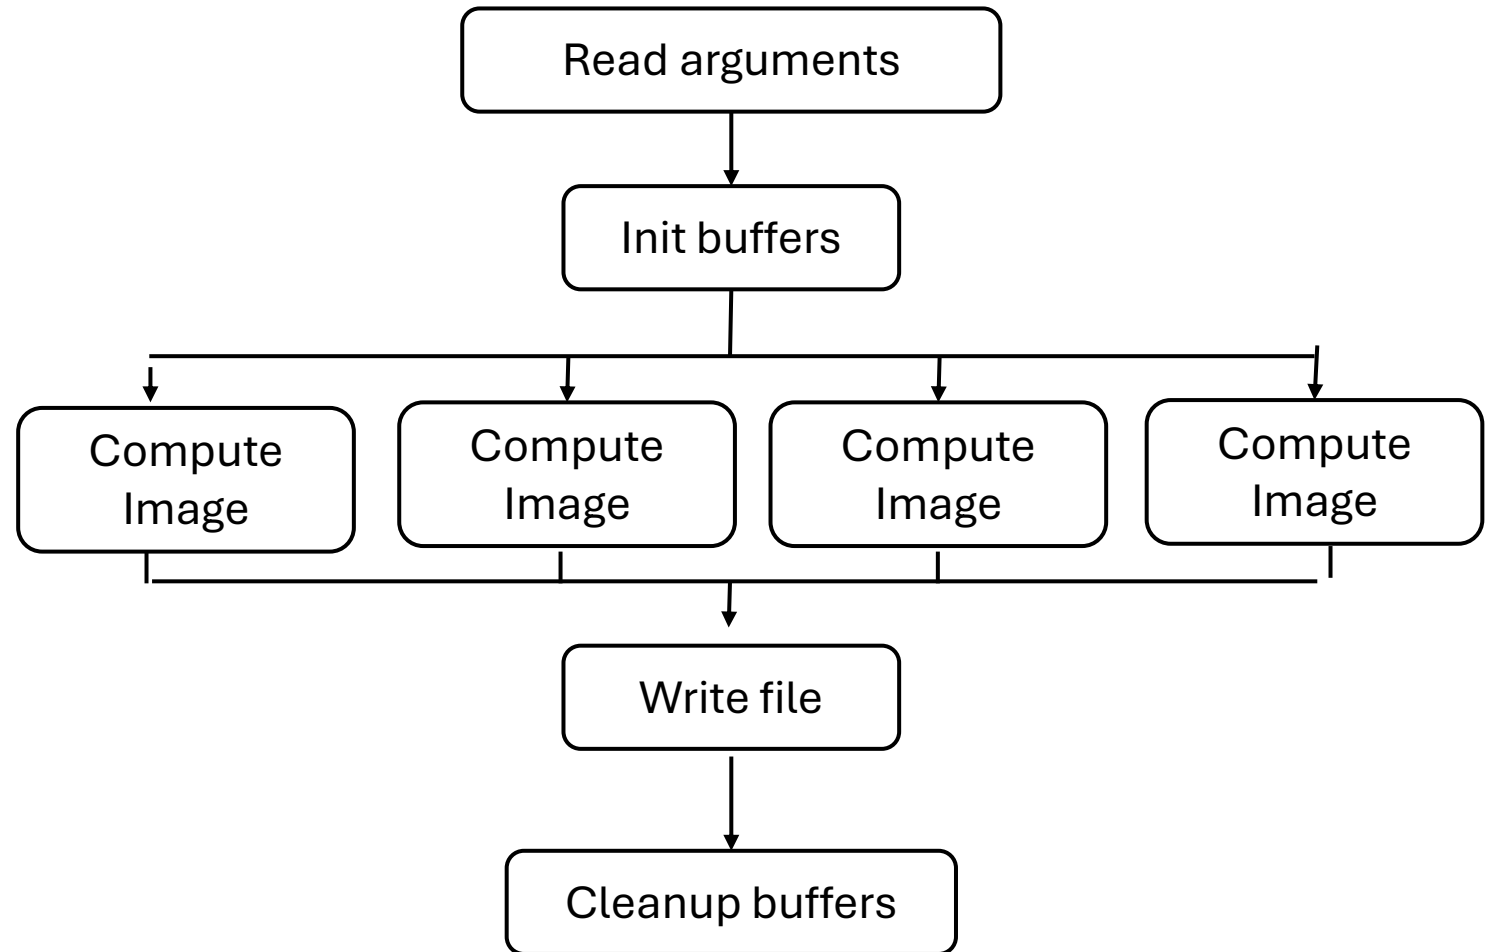 Read arguments
Init buffers
Compute
Image
Compute
Image
Compute
Image
Compute
Image
Write file
Cleanup buffers